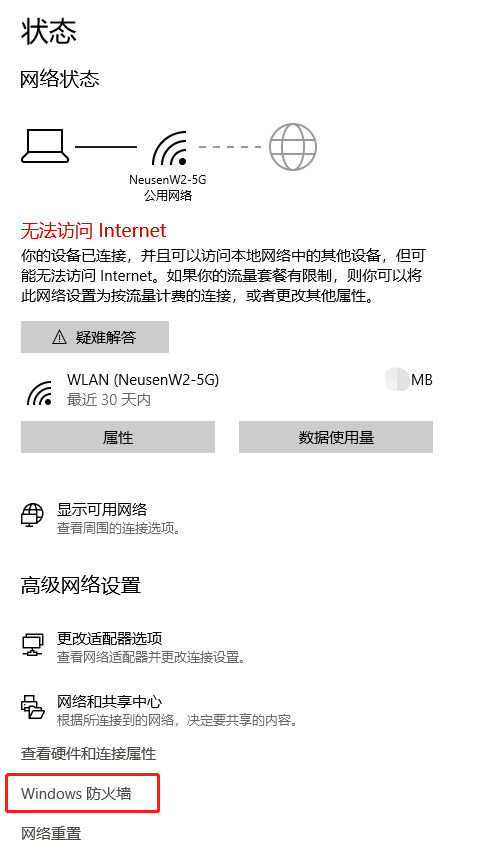 状态
网络状态
NeusenW2-5G
公用网络
无法访问 Internet
你的设备已连接，并且可以访问本地网络中的其他设备，但可
能无法访问 Internet。如果你的流量套餐有限制，则你可以将
此网络设置为按流量计费的连接，或者更改其他属性。
疑难解答
WLAN (NeusenW2-5G)
MB
最近 30 天内
属性
数据使用量
显示可用网络
查看周围的连接选项。
高级网络设置
更改适配器选项
查看网络适配器并更改连接设置。
网络和共享中心
根据所连接到的网络，决定要共享的内容。
查看硬件和连接属性
Windows 防火墙
网络重置